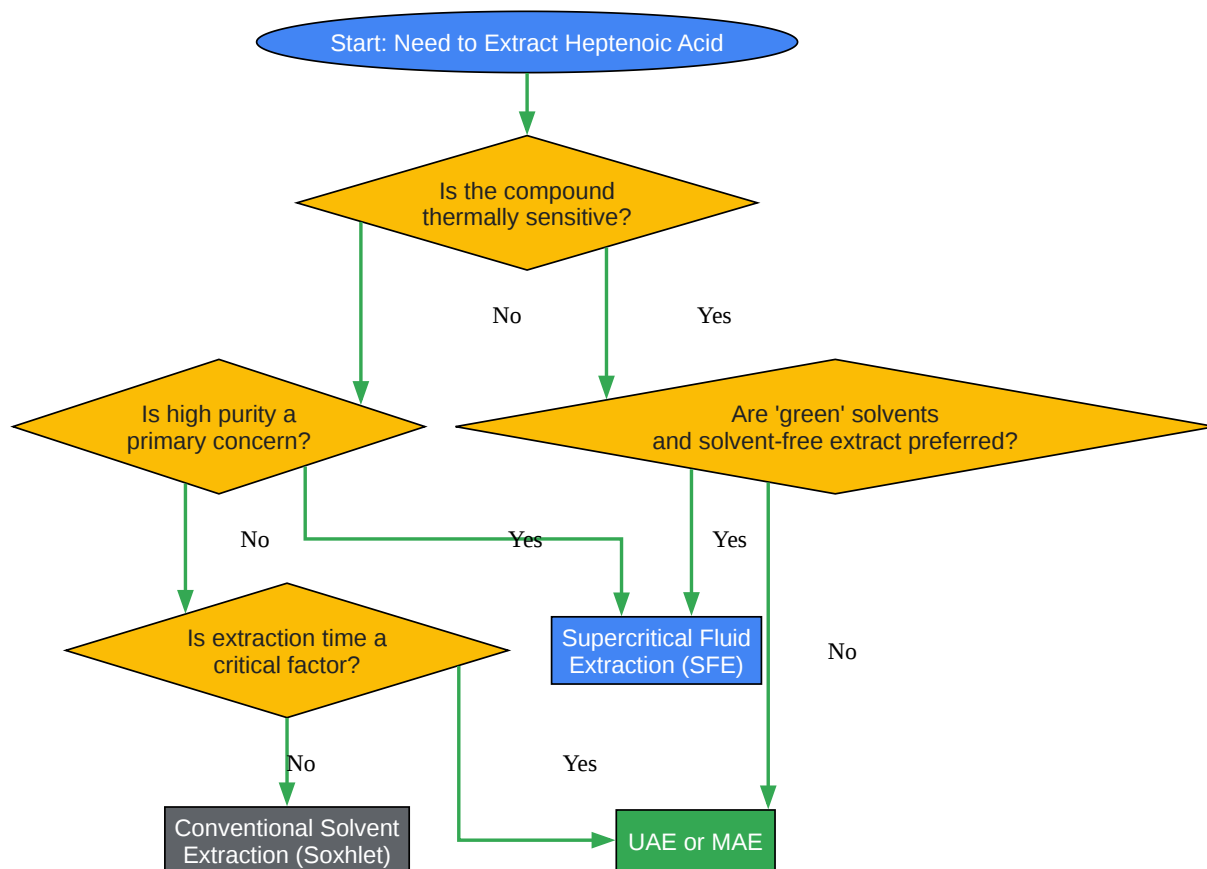 Start: Need to Extract Heptenoic Acid
Is the compound
thermally sensitive?
No
Yes
Is high purity a
primary concern?
Are 'green' solvents
and solvent-free extract preferred?
No
Yes
Yes
Is extraction time a
critical factor?
Supercritical Fluid
Extraction (SFE)
No
No
Yes
Conventional Solvent
Extraction (Soxhlet)
UAE or MAE